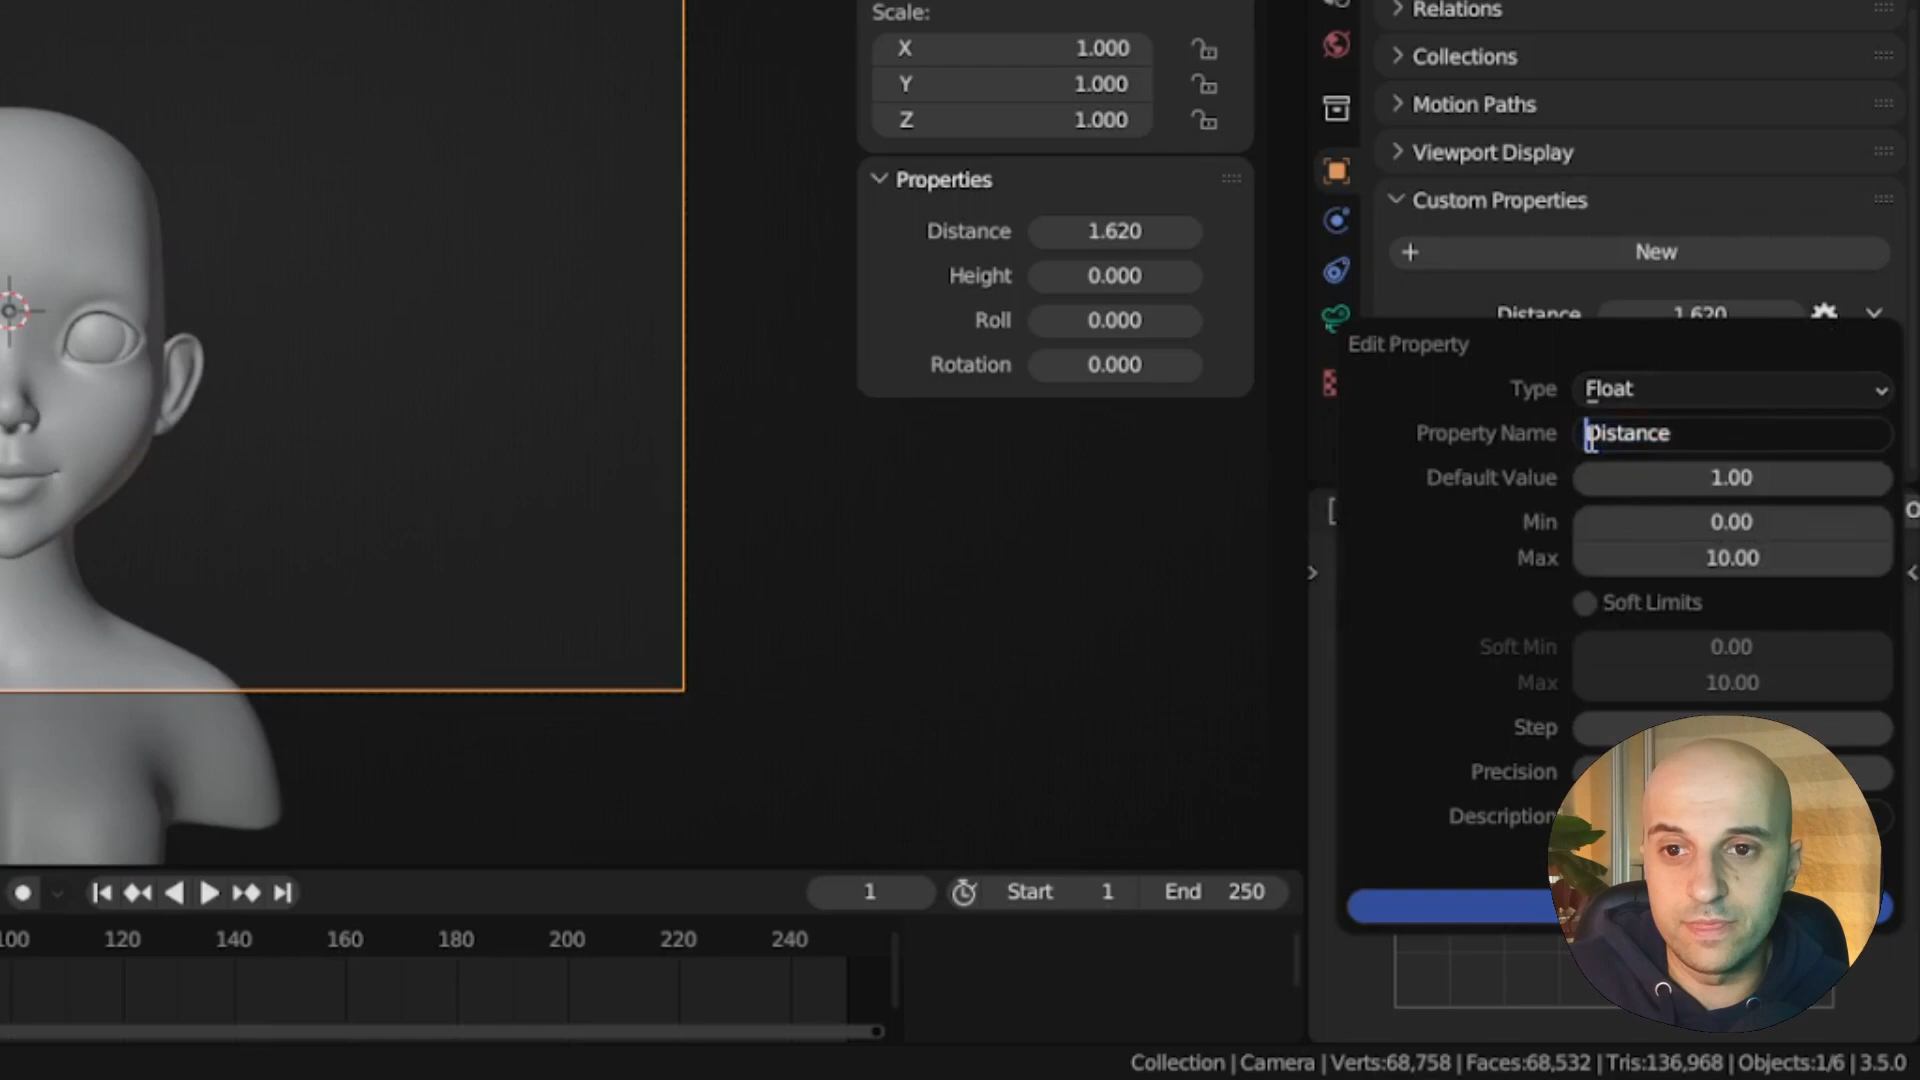 Scale:
X 1.000
Y 1.000
Z 1.000
Properties
Distance 1.620
Height 0.000
Roll 0.000
Rotation 0.000
Relations
Collections
Motion Paths
Viewport Display
Custom Properties
+ New
Distance 1.620
Edit Property
Type Float
Property Name Distance
Default Value 1.00
Min 0.00
Max 10.00
Soft Limits
Soft Min 0.00
Max 10.00
Step
Precision
Description
1 Start 1 End 250
100 120 140 160 180 200 220 240
Collection | Camera | Verts:68,758 | Faces:68,532 | Tris:136,968 | Objects:1/6 | 3.5.0